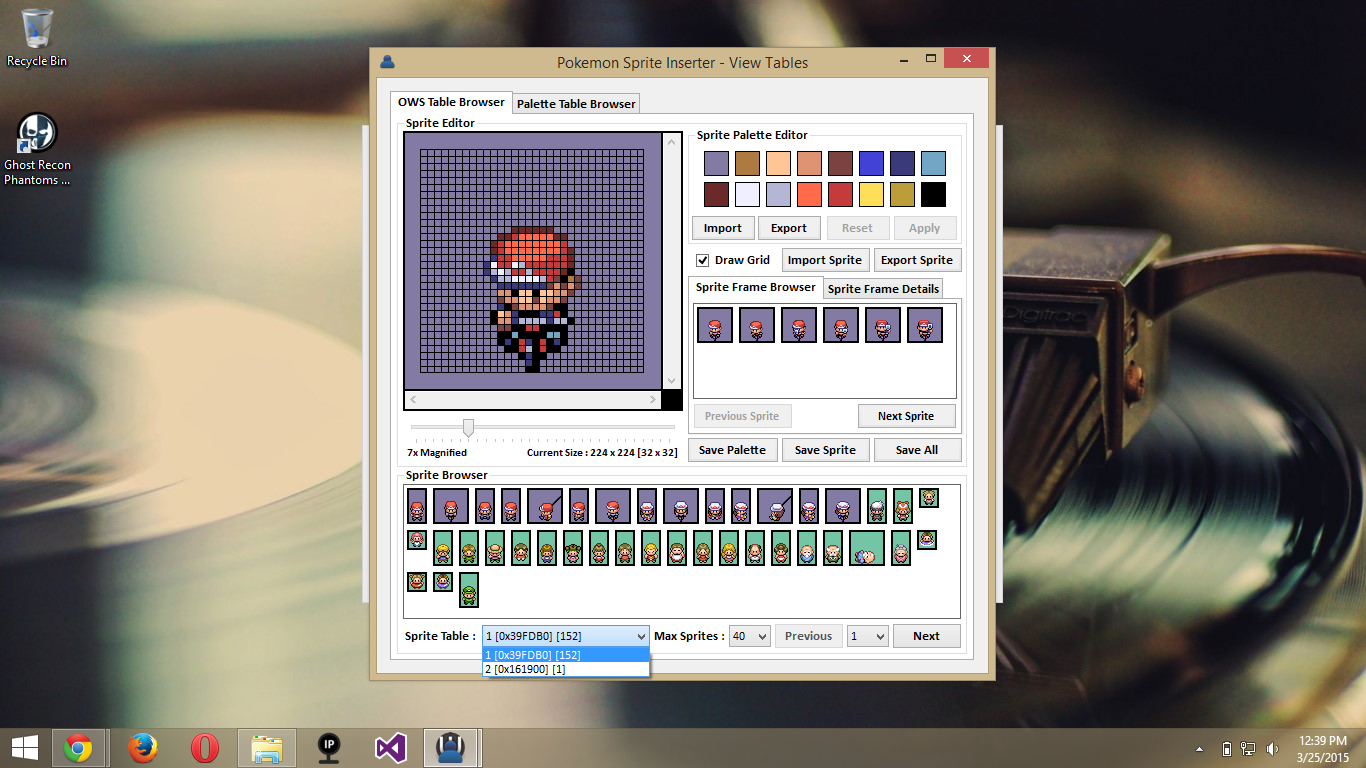 Recycle Bin
Ghost Recon
Phantoms ...
Pokemon Sprite Inserter - View Tables
OWS Table Browser
Palette Table Browser
Sprite Editor
7x Magnified
Current Size : 224 x 224 [32 x 32]
Sprite Palette Editor
Import
Export
Reset
Apply
Draw Grid
Import Sprite
Export Sprite
Sprite Frame Browser
Sprite Frame Details
Previous Sprite
Next Sprite
Save Palette
Save Sprite
Save All
Sprite Browser
Sprite Table :
1 [0x39FDB0] [152]
Max Sprites :
40
Previous
1
Next
1 [0x39FDB0] [152]
2 [0x161900] [1]
Digitrac
IP
12:39 PM
3/25/2015